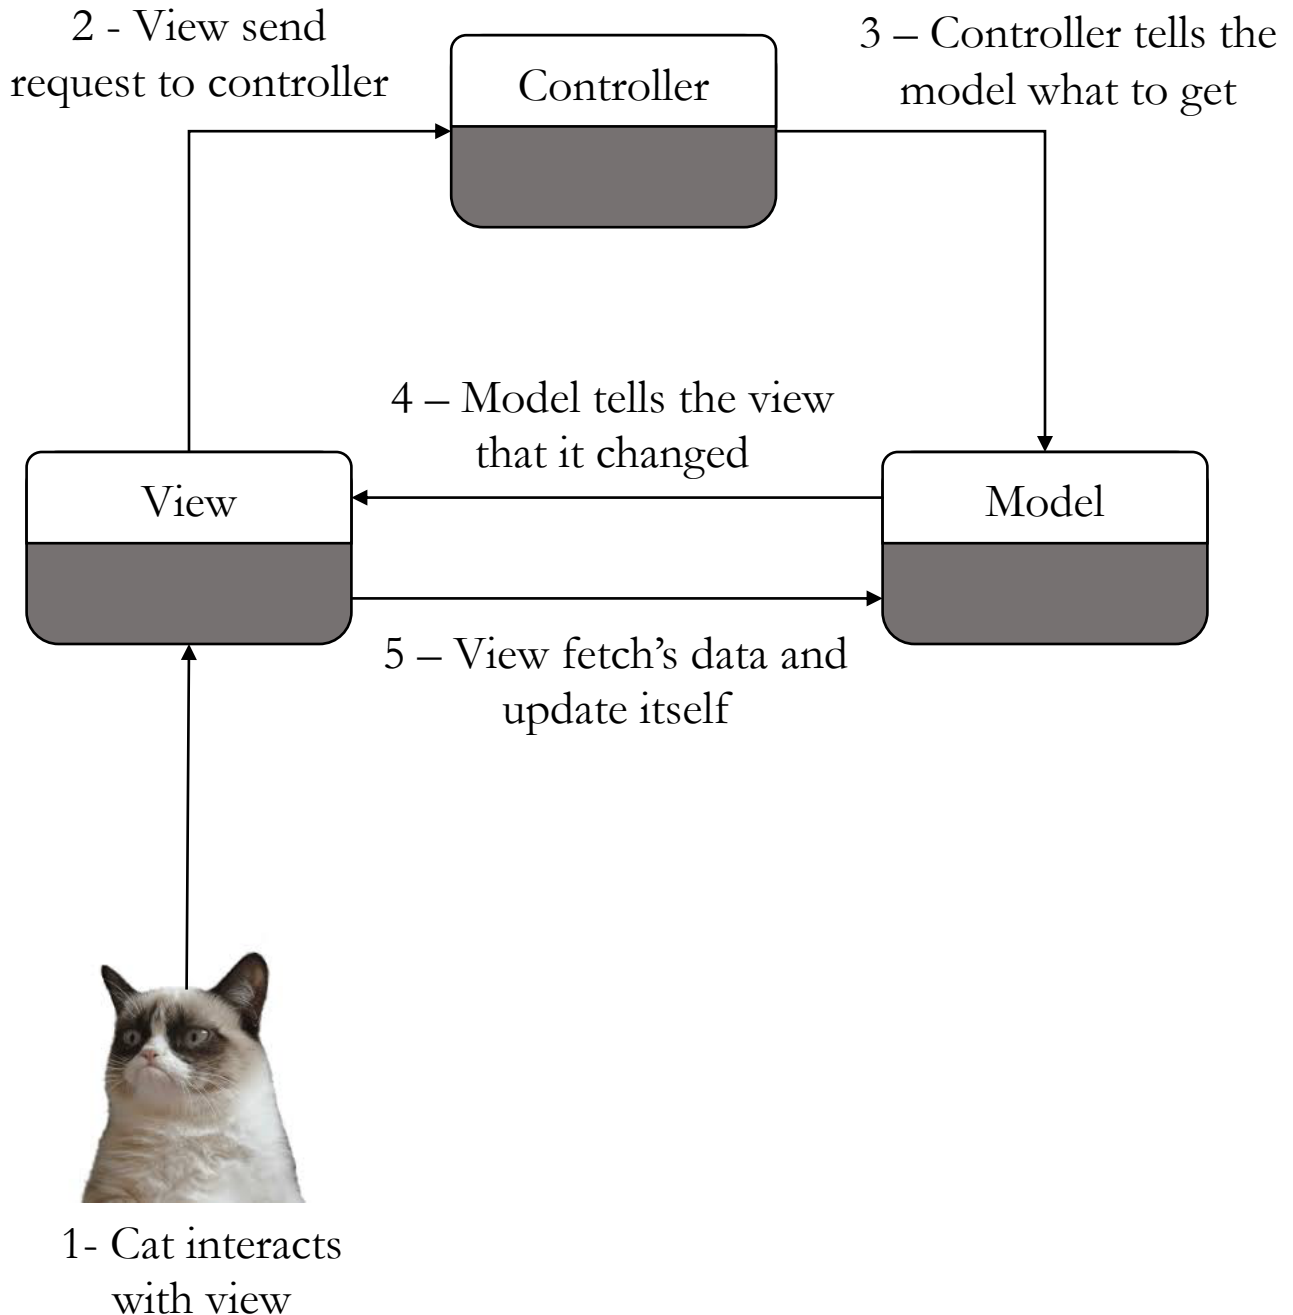 2 - View send
request to controller
Controller
3 – Controller tells the
model what to get
4 – Model tells the view
that it changed
View
Model
5 – View fetch’s data and
update itself
1- Cat interacts
with view